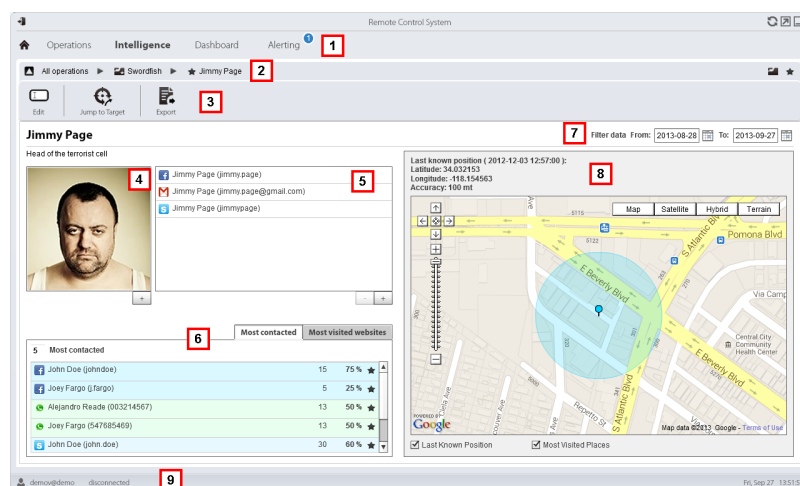 Remote Control System
Operations Intelligence Dashboard Alerting 1 1
All operations Swordfish Jimmy Page 2
Edit Jump to Target Export 3
Jimmy Page
7 Filter data From: 2013-08-28 To: 2013-09-27
Head of the terrorist cell
4
Jimmy Page (jimmy.page) 5
Jimmy Page (jimmy.page@gmail.com)
Jimmy Page (jimmypage)
+
- +
Last known position ( 2012-12-03 12:57:00 ): 8
Latitude: 34.032153
Longitude: -118.154563
Accuracy: 100 mt
Map Satellite Hybrid Terrain
5115
5122
Pomona Blvd
S Atlantic Blvd
E Beverly Blvd
Via Camp
Central City
Community
Health Center
E Beverly Blvd
Repetto St
S Atlantic Blvd
POWERED BY
Google
Map data ©2013 Google - Terms of Use
Last Known Position Most Visited Places
6 Most contacted Most visited websites
5 Most contacted
John Doe (johndoe) 15 75 %
Joey Fargo (j.fargo) 5 25 %
Alejandro Reade (003214567) 13 50 %
Joey Fargo (547685469) 13 50 %
John Doe (john.doe) 30 60 %
demov@demo disconnected 9 Fri, Sep 27 13:51:5